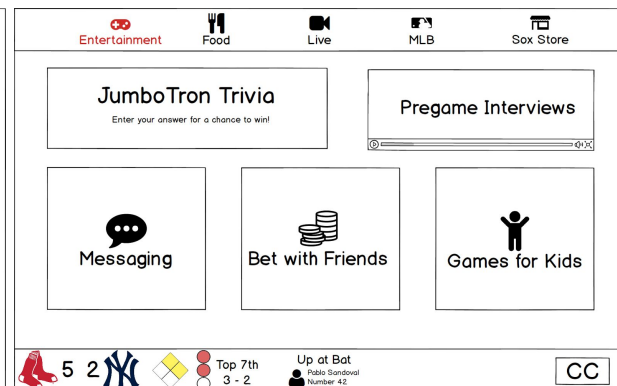 Entertainment
Food
Live
MLB
Sox Store
JumboTron Trivia
Enter your answer for a chance to win!
Pregame Interviews
Messaging
Bet with Friends
Games for Kids
5 2 NY
Top 7th
3 - 2
Up at Bat
Pablo Sandoval
Number 42
CC